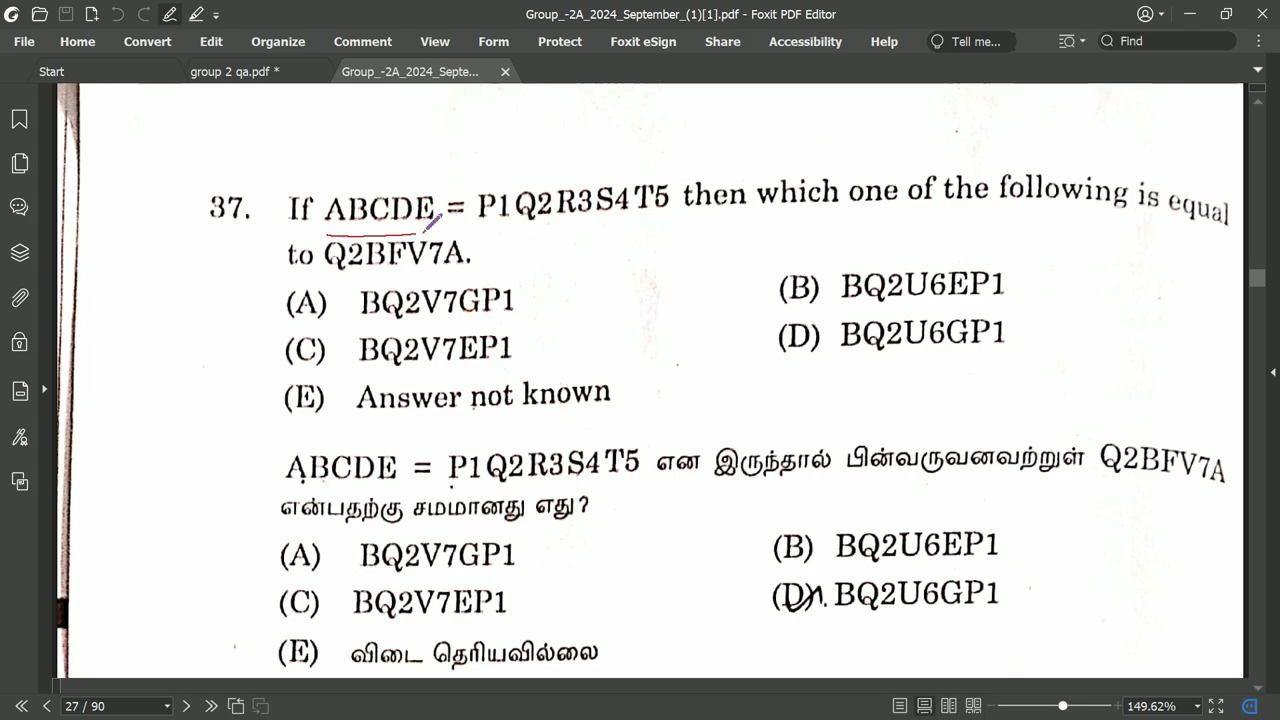 Group_-2A_2024_September_(1)[1].pdf - Foxit PDF Editor
File Home Convert Edit Organize Comment View Form Protect Foxit eSign Share Accessibility Help Tell me... Find
Start group 2 qa.pdf * Group_-2A_2024_Septe...
37. If ABCDE = P1Q2R3S4T5 then which one of the following is equal
to Q2BFV7A.
(A) BQ2V7GP1 (B) BQ2U6EP1
(C) BQ2V7EP1 (D) BQ2U6GP1
(E) Answer not known
ABCDE = P1Q2R3S4T5 என இருந்தால் பின்வருவனவற்றுள் Q2BFV7A
என்பதற்கு சமமானது எது?
(A) BQ2V7GP1 (B) BQ2U6EP1
(C) BQ2V7EP1 (D) BQ2U6GP1
(E) விடை தெரியவில்லை
27 / 90 149.62%